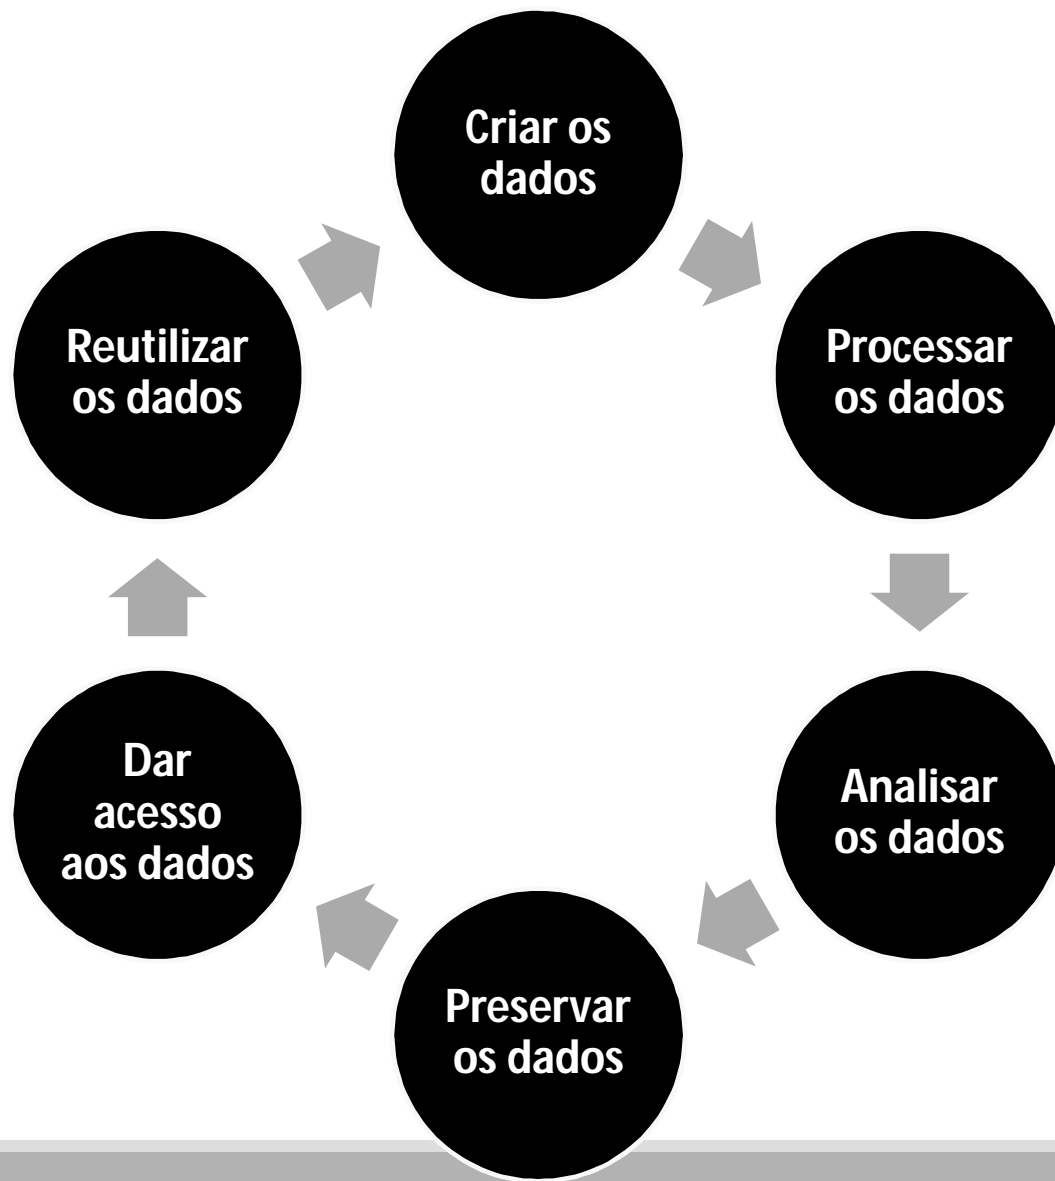 Criar os
dados
Processar
os dados
Analisar
os dados
Preservar
os dados
Dar
acesso
aos dados
Reutilizar
os dados